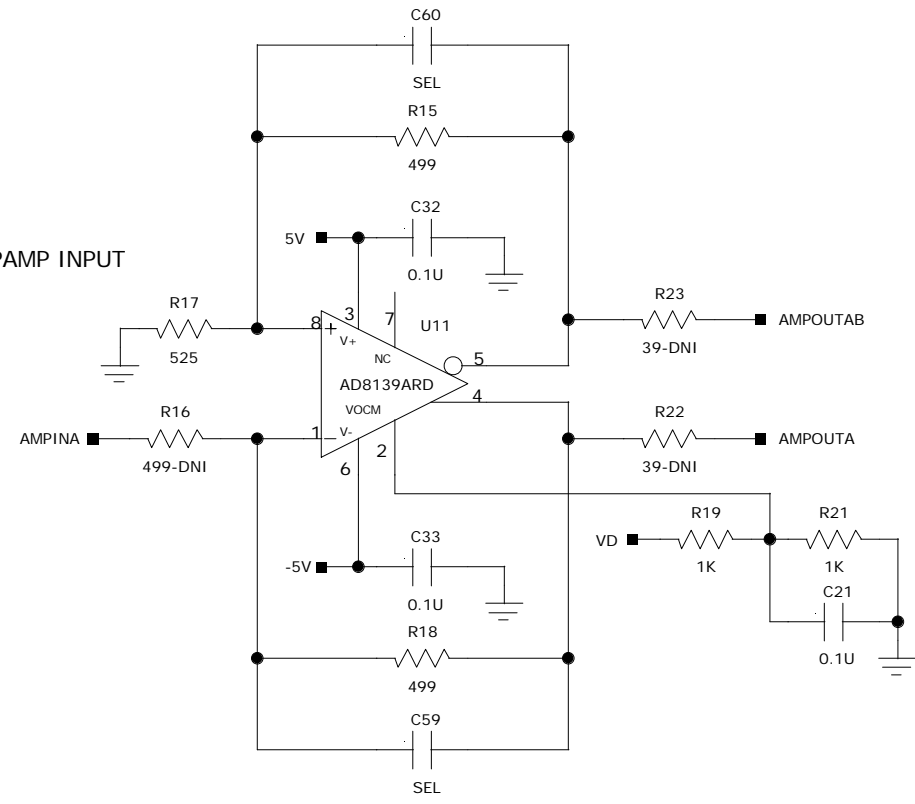 C60
SEL
R15
499
C32
5V
0.1U
AMP INPUT
R17
525
R23
39-DNI
AMPOUTAB
8
+
3
V+
7
NC
U11
5
AD8139ARD
4
VOCM
1
V-
2
6
AMPINA
R16
499-DNI
R22
39-DNI
AMPOUTA
VD
R19
1K
R21
1K
C21
0.1U
-5V
C33
0.1U
R18
499
C59
SEL